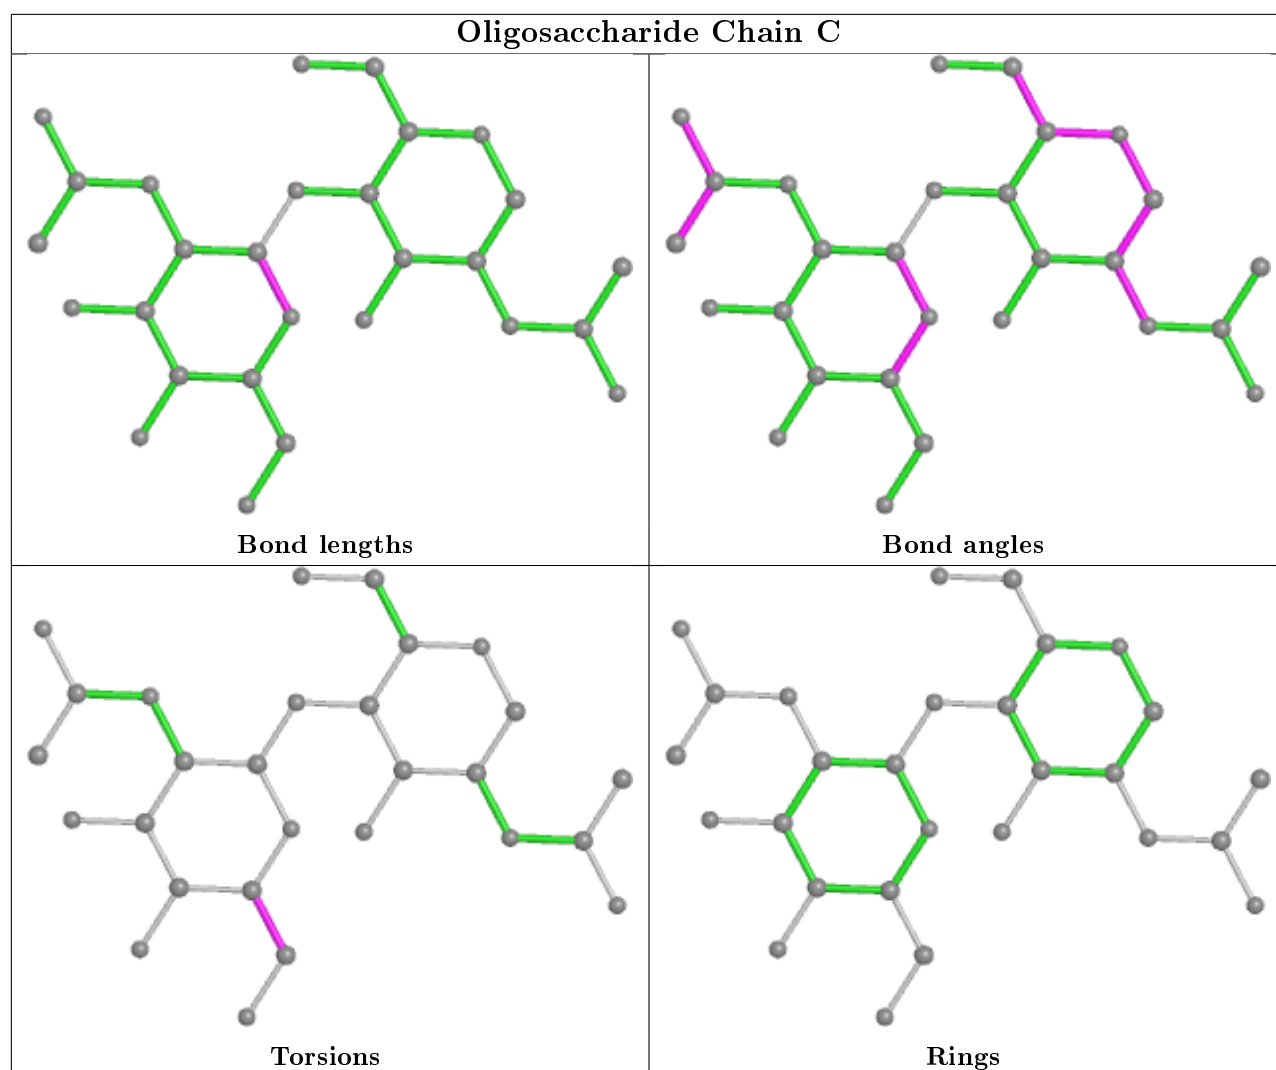 Oligosaccharide Chain C
Bond lengths
Bond angles
Torsions
Rings